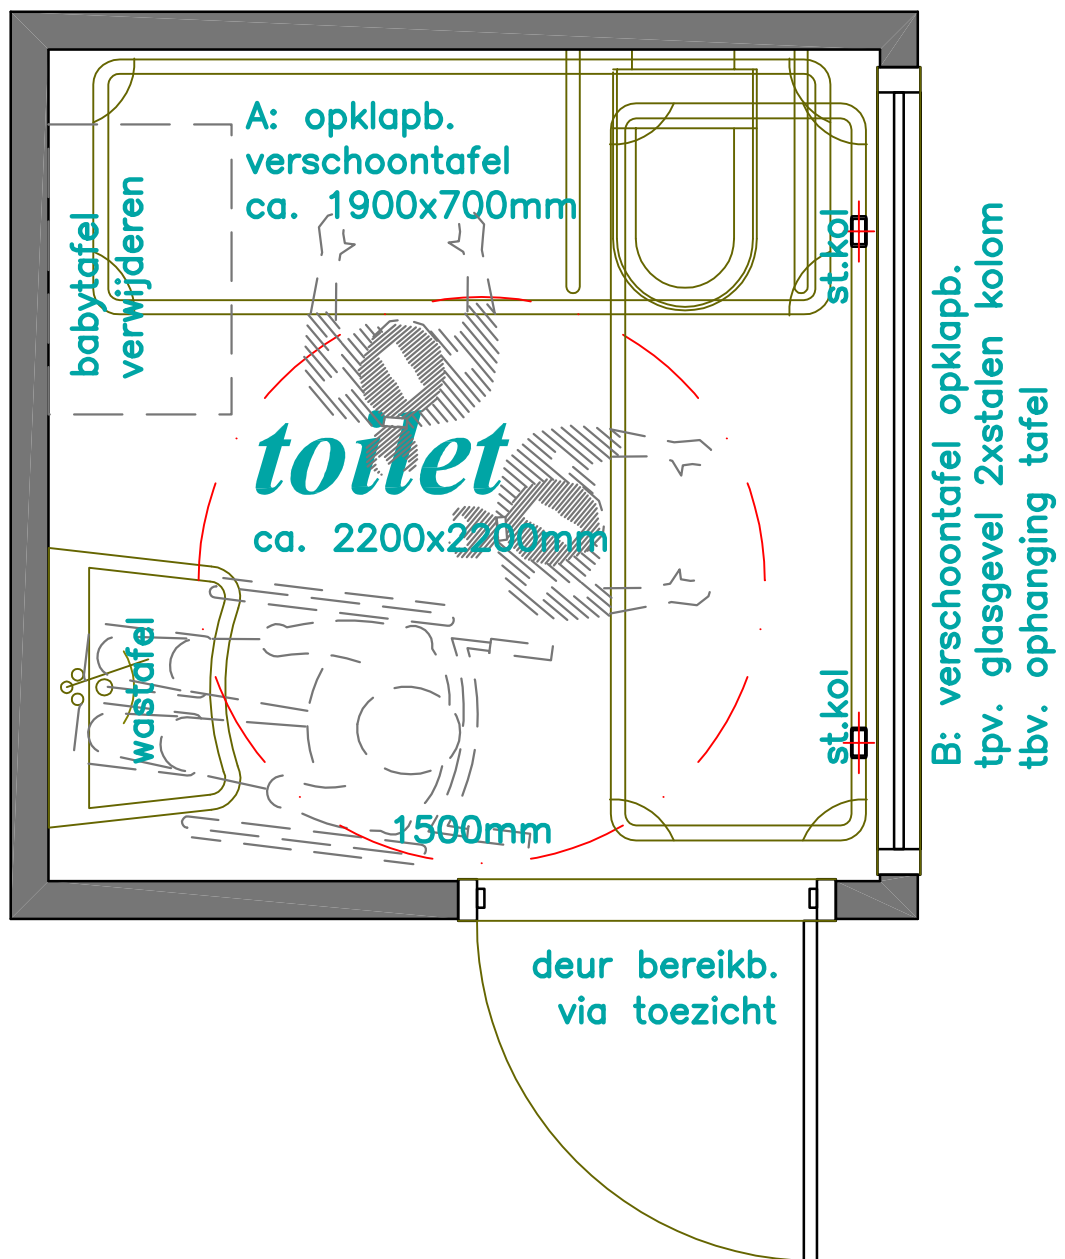 A: opklapb.
verschoontafel
ca. 1900x700mm
babytafel
verwijderen
st.kol
toilet
ca. 2200x2200mm
wastafel
st.kol
1500mm
B: verschoontafel opklapb.
tpv. glasgevel 2xstalen kolom
tbv. ophanging tafel
deur bereikb.
via toezicht